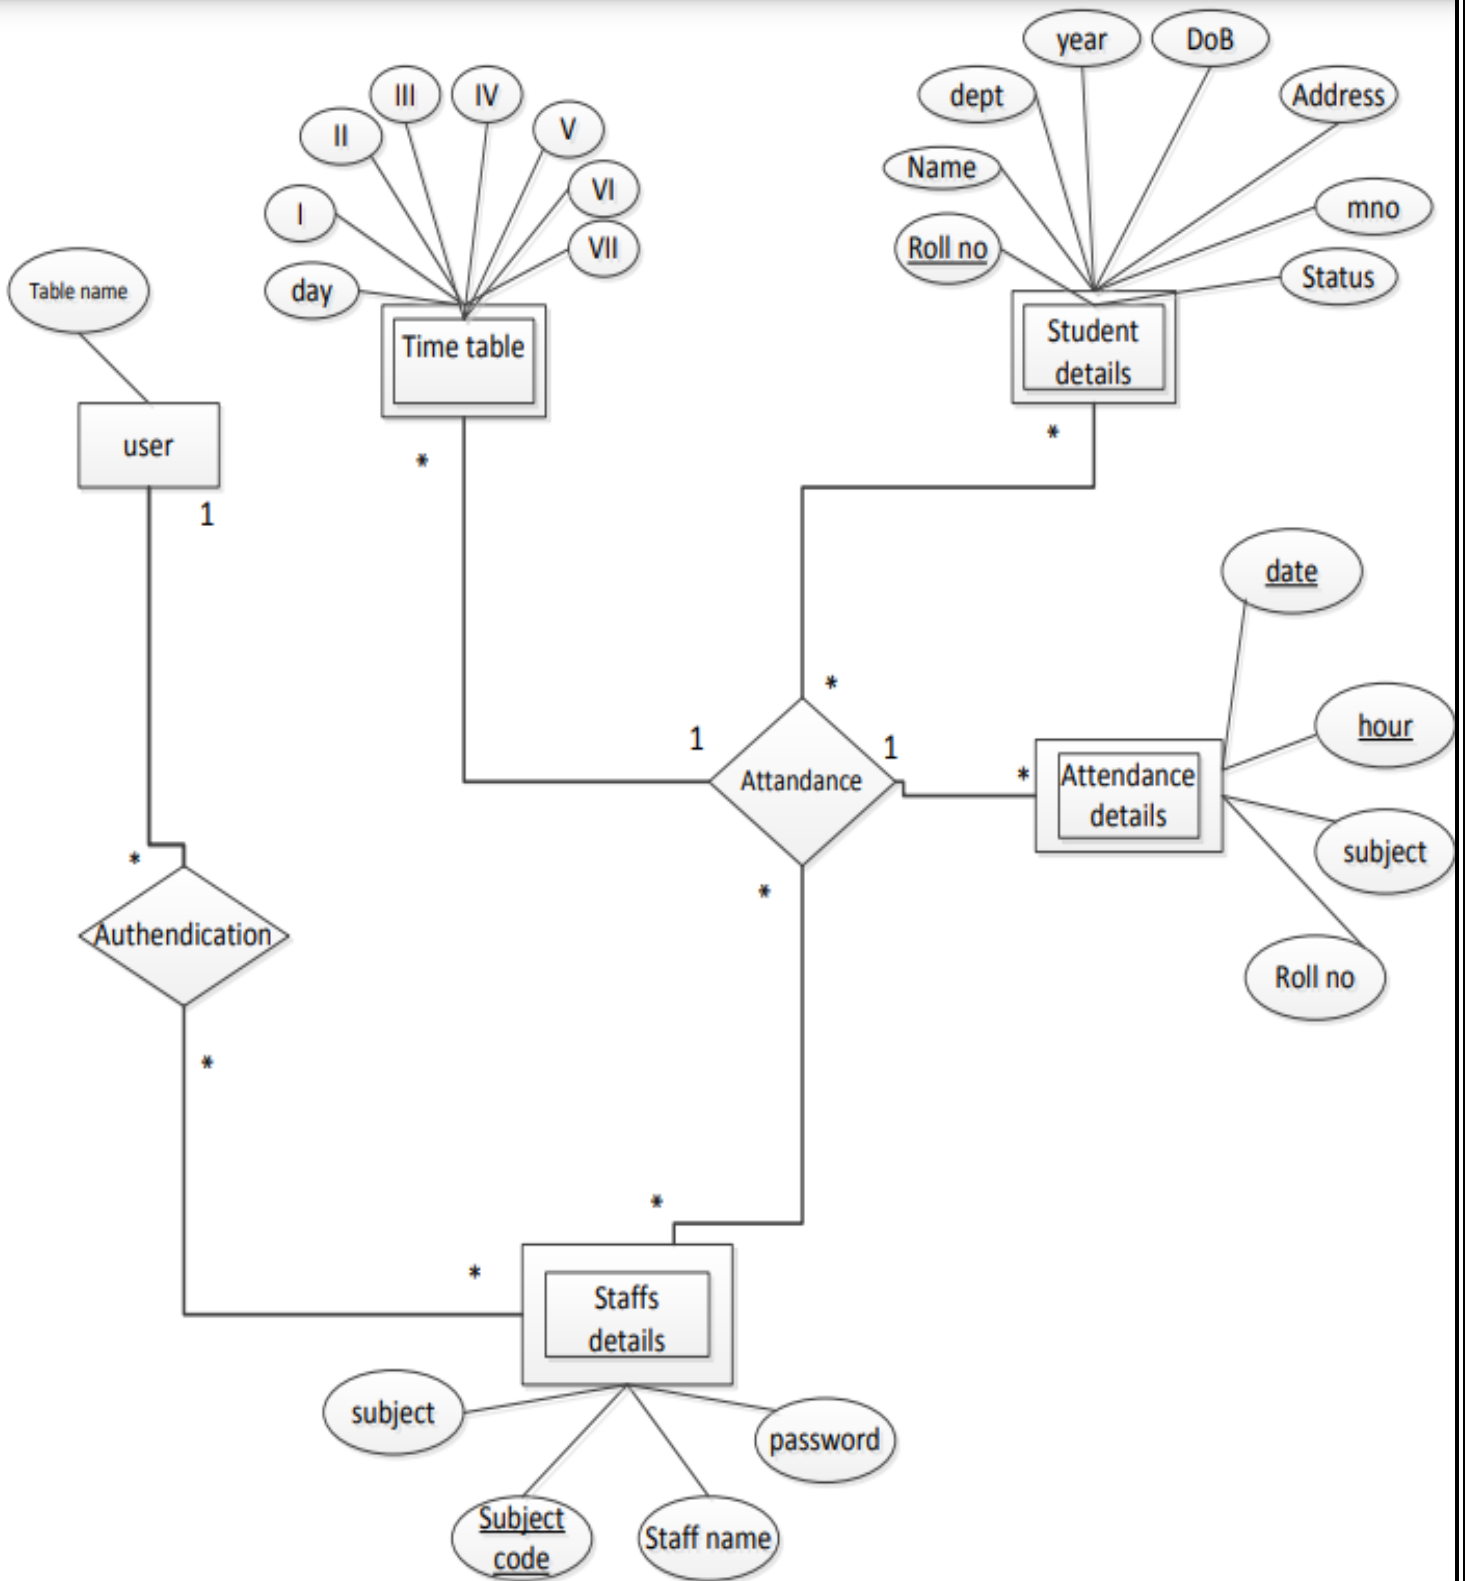 year
DoB
III
IV
dept
Address
II
V
Name
VI
mno
I
Roll no
VII
Status
Table name
day
Time table
Student
details
user
*
*
1
date
*
hour
1
1
Attandance
*
Attendance
details
subject
*
*
Authendication
Roll no
*
*
*
Staffs
details
subject
password
Subject
code
Staff name